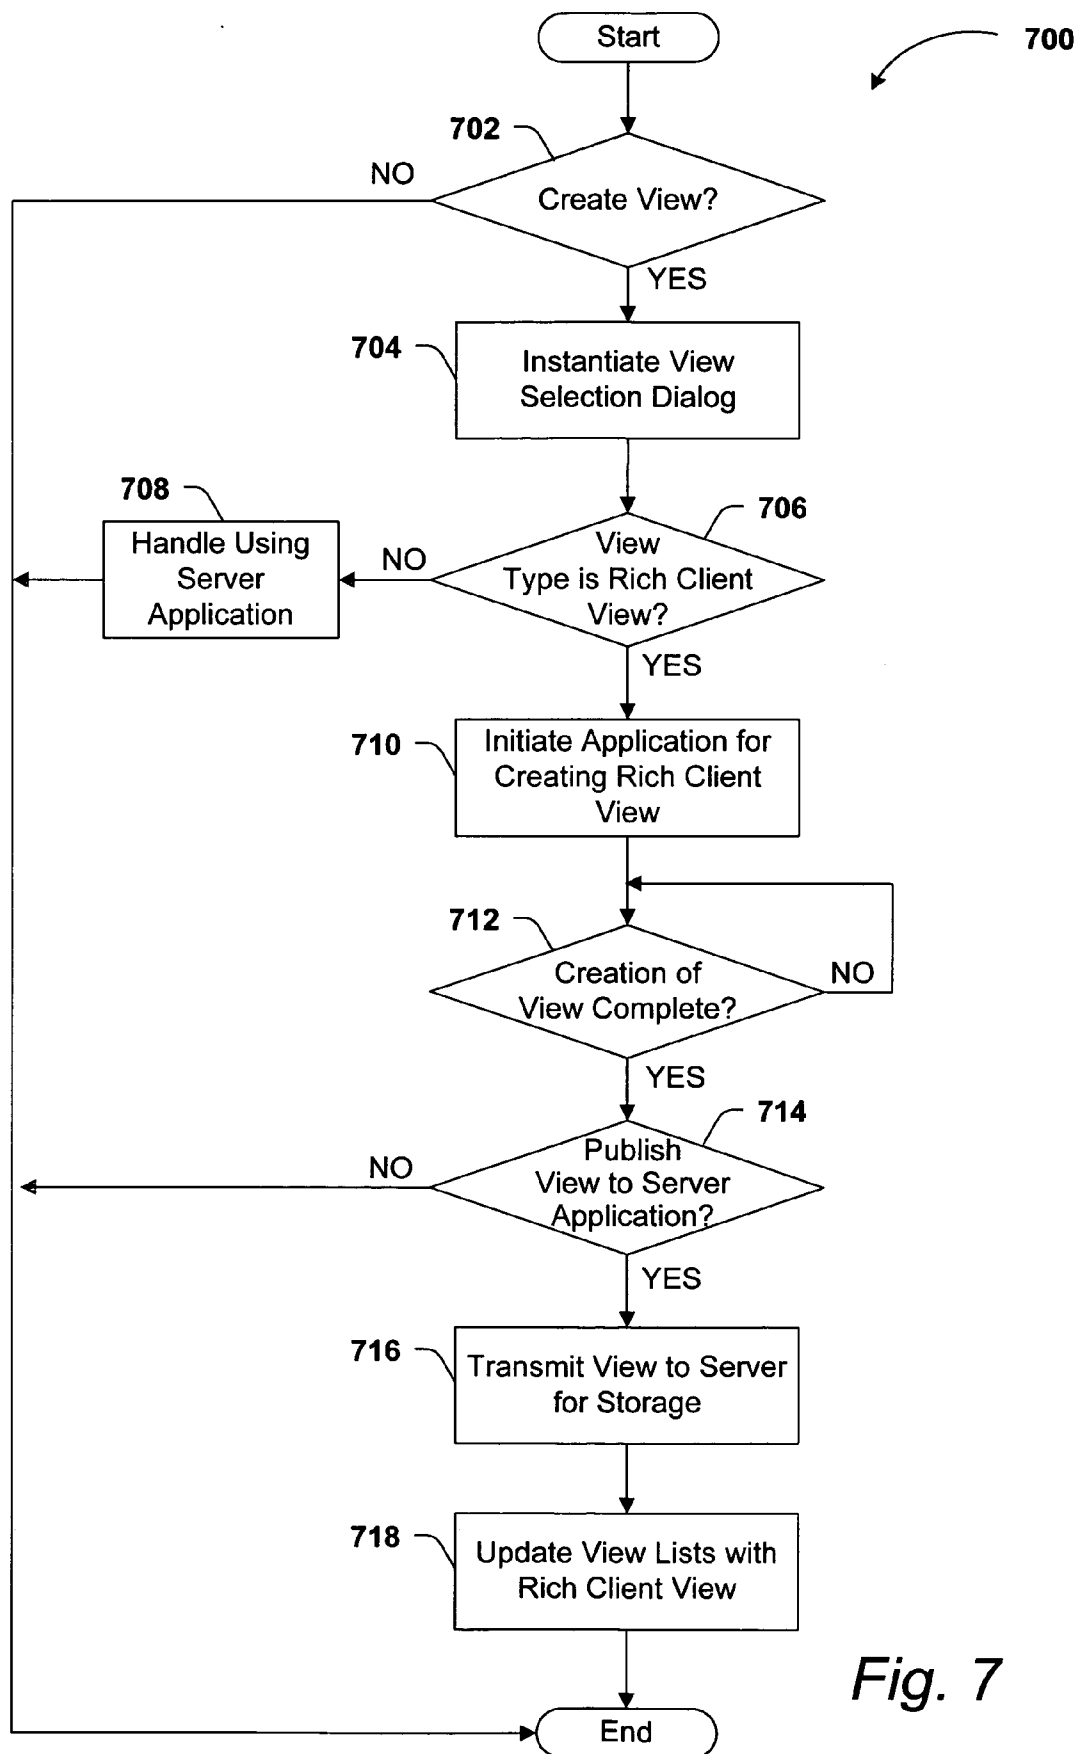 Start
700
702
NO
Create View?
YES
704
Instantiate View
Selection Dialog
708
706
Handle Using
Server
Application
NO
View
Type is Rich Client
View?
YES
710
Initiate Application for
Creating Rich Client
View
712
Creation of
View Complete?
NO
YES
714
NO
Publish
View to Server
Application?
YES
716
Transmit View to Server
for Storage
718
Update View Lists with
Rich Client View
Fig. 7
End